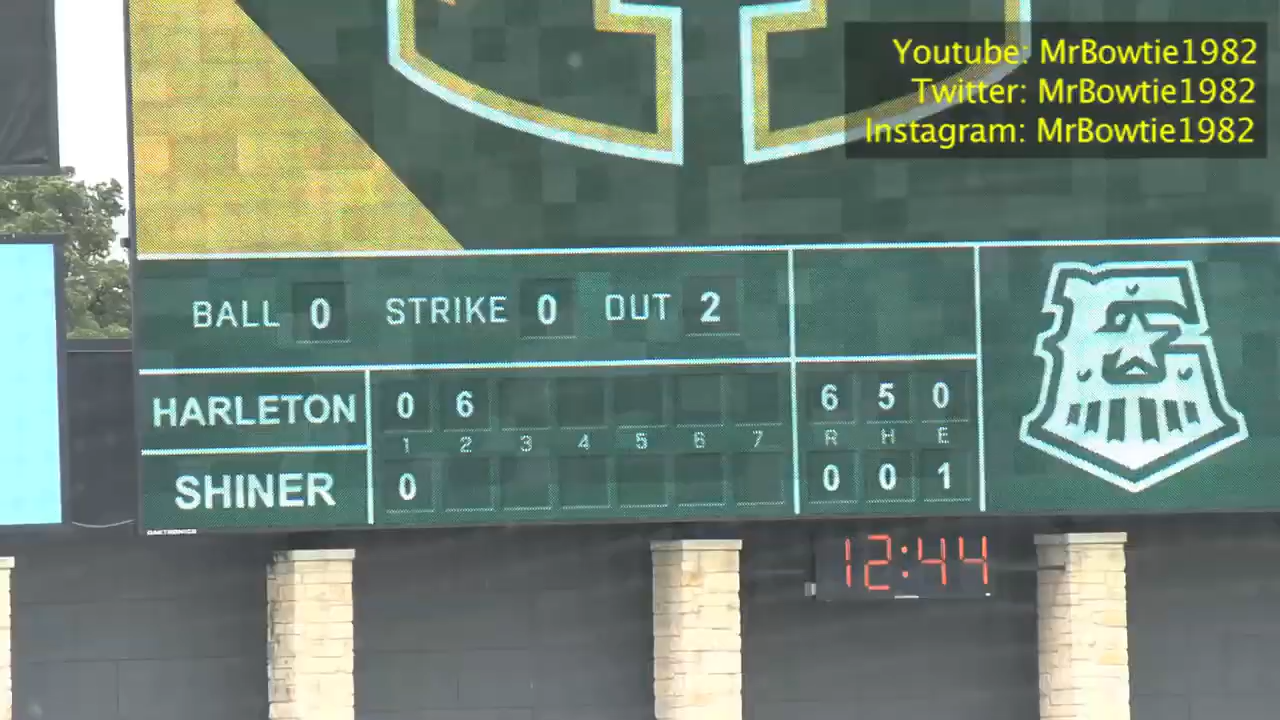 Youtube: MrBowtie1982
Twitter: MrBowtie1982
Instagram: MrBowtie1982
BALL 0 STRIKE 0 OUT 2
HARLETON 0 6 6 5 0
1 2 3 4 5 6 7 R H E
SHINER 0 0 0 1
DAKTRONICS
12:44